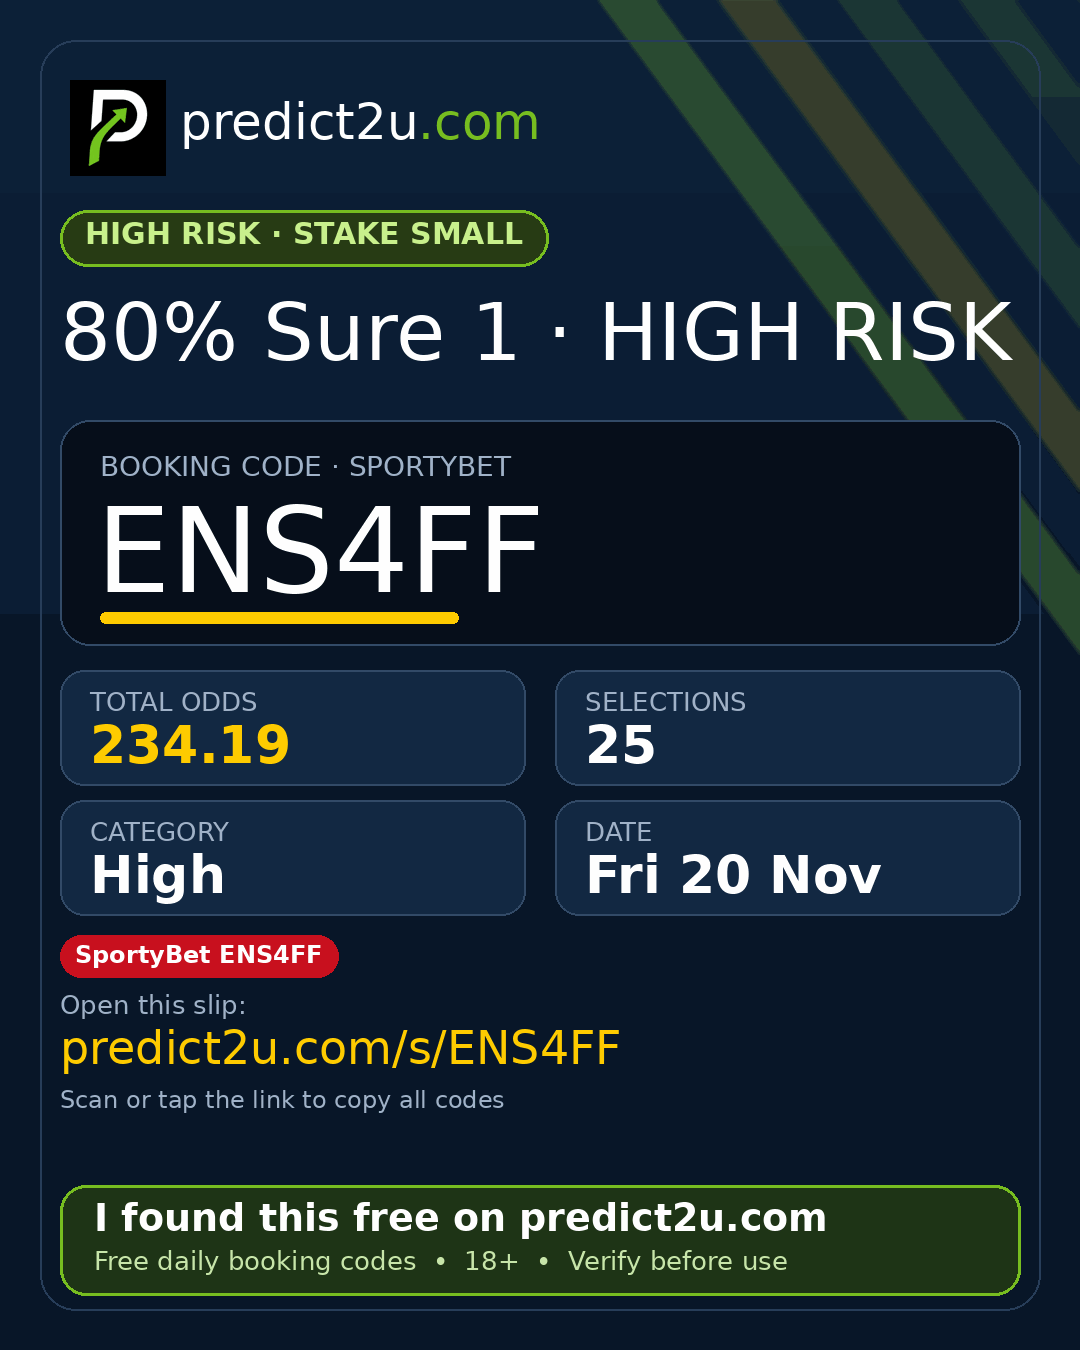 predict2u.com
HIGH RISK · STAKE SMALL
80% Sure 1 · HIGH RISK
BOOKING CODE · SPORTYBET
ENS4FF
TOTAL ODDS
234.19
SELECTIONS
25
CATEGORY
High
DATE
Fri 20 Nov
SportyBet ENS4FF
Open this slip:
predict2u.com/s/ENS4FF
Scan or tap the link to copy all codes
I found this free on predict2u.com
Free daily booking codes • 18+ • Verify before use